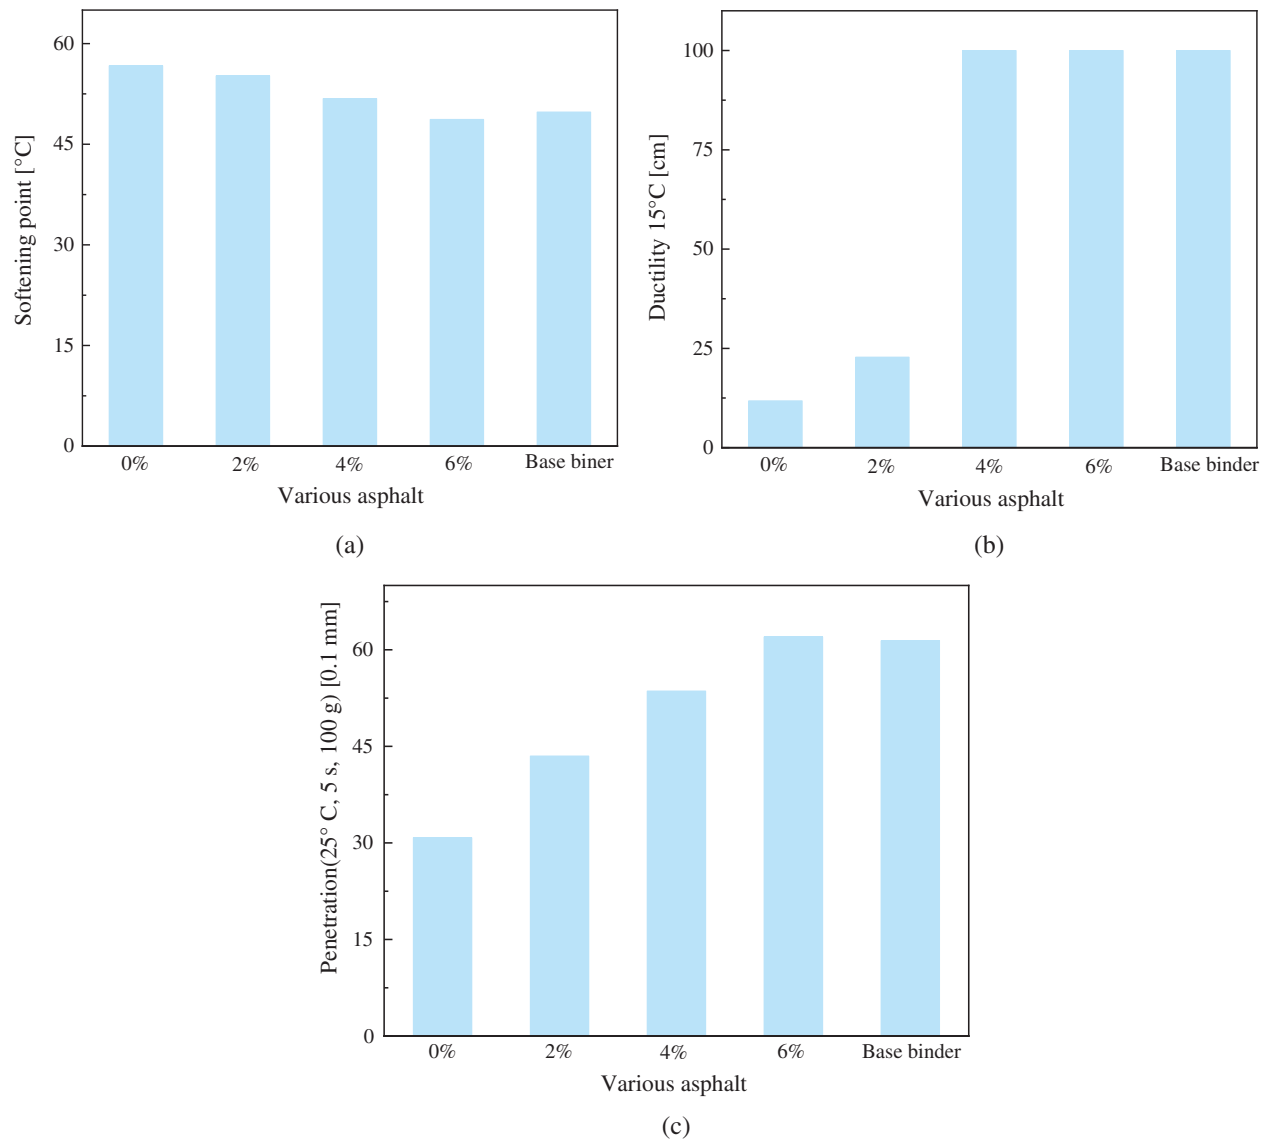 Softening point [°C]
60
45
30
15
0
0% 2% 4% 6% Base biner
Various asphalt
(a)
Ductility 15°C [cm]
100
75
50
25
0
0% 2% 4% 6% Base binder
Various asphalt
(b)
Penetration(25° C, 5 s, 100 g) [0.1 mm]
60
45
30
15
0
0% 2% 4% 6% Base binder
Various asphalt
(c)